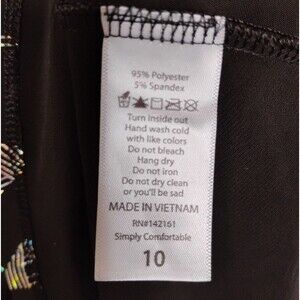 95% Polyester
5% Spandex
Turn inside out
Hand wash cold
with like colors
Do not bleach
Hang dry
Do not iron
Do not dry clean
or you'll be sad
MADE IN VIETNAM
RN#142161
Simply Comfortable
10